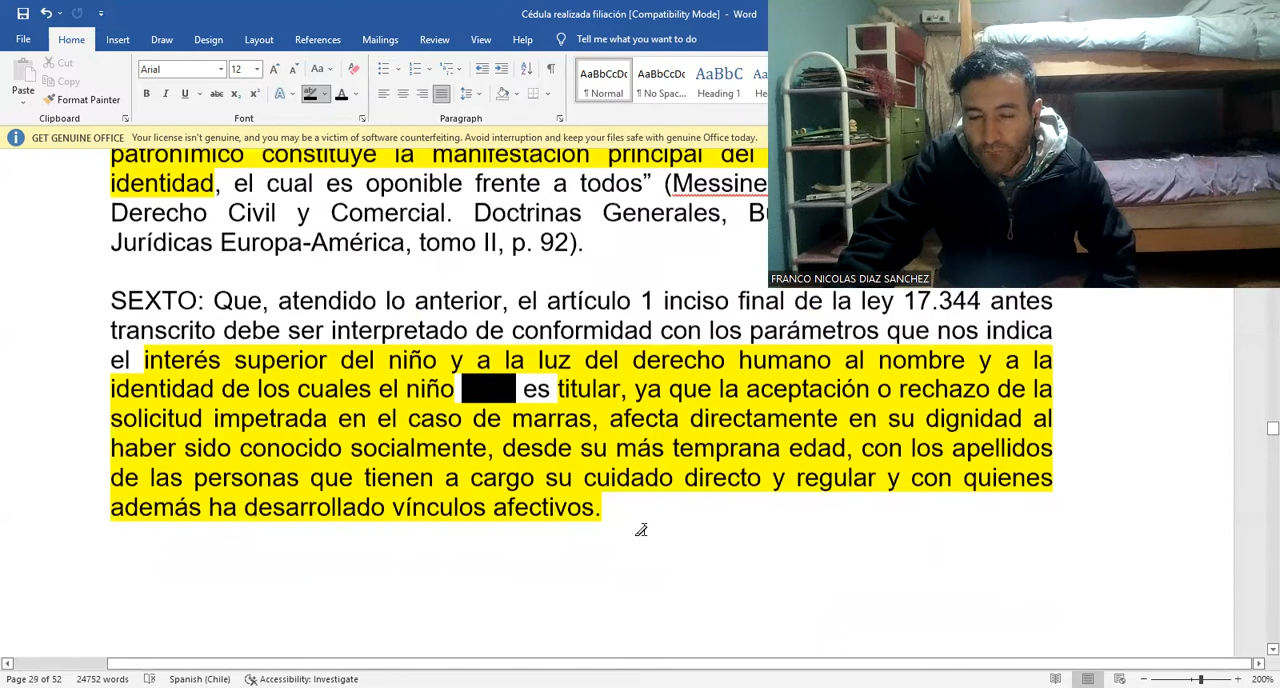 Cédula realizada filiación [Compatibility Mode] - Word
File Home Insert Draw Design Layout References Mailings Review View Help Tell me what you want to do
Paste
Cut
Copy
Format Painter
Clipboard
Arial 12
Font
Paragraph
AaBbCcDc AaBbCcDc AaBbC AaBbCcD
¶ Normal ¶ No Spac... Heading 1
GET GENUINE OFFICE Your license isn't genuine, and you may be a victim of software counterfeiting. Avoid interruption and keep your files safe with genuine Office today.
patronímico constituye la manifestación principal del
identidad, el cual es oponible frente a todos” (Messine
Derecho Civil y Comercial. Doctrinas Generales,
Jurídicas Europa-América, tomo II, p. 92).
FRANCO NICOLAS DIAZ SANCHEZ
SEXTO: Que, atendido lo anterior, el artículo 1 inciso final de la ley 17.344 antes
transcrito debe ser interpretado de conformidad con los parámetros que nos indica
el interés superior del niño y a la luz del derecho humano al nombre y a la
identidad de los cuales el niño es titular, ya que la aceptación o rechazo de la
solicitud impetrada en el caso de marras, afecta directamente en su dignidad al
haber sido conocido socialmente, desde su más temprana edad, con los apellidos
de las personas que tienen a cargo su cuidado directo y regular y con quienes
además ha desarrollado vínculos afectivos.
Page 29 of 52 24752 words Spanish (Chile) Accessibility: Investigate 200%